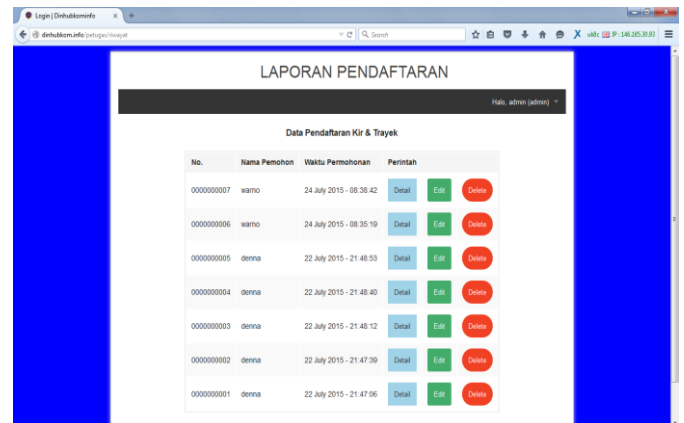 Login | Dinhubkominfo
dinhubkom.info/petugas/riwayat
Search
IP : 146.185.30.93
LAPORAN PENDAFTARAN
Halo, admin (admin)
Data Pendaftaran Kir & Trayek
No. Nama Pemohon Waktu Permohonan Perintah
0000000007 warno 24 July 2015 - 08:38:42 Detail Edit Delete
0000000006 warno 24 July 2015 - 08:35:19 Detail Edit Delete
0000000005 denna 22 July 2015 - 21:48:53 Detail Edit Delete
0000000004 denna 22 July 2015 - 21:48:40 Detail Edit Delete
0000000003 denna 22 July 2015 - 21:48:12 Detail Edit Delete
0000000002 denna 22 July 2015 - 21:47:39 Detail Edit Delete
0000000001 denna 22 July 2015 - 21:47:06 Detail Edit Delete